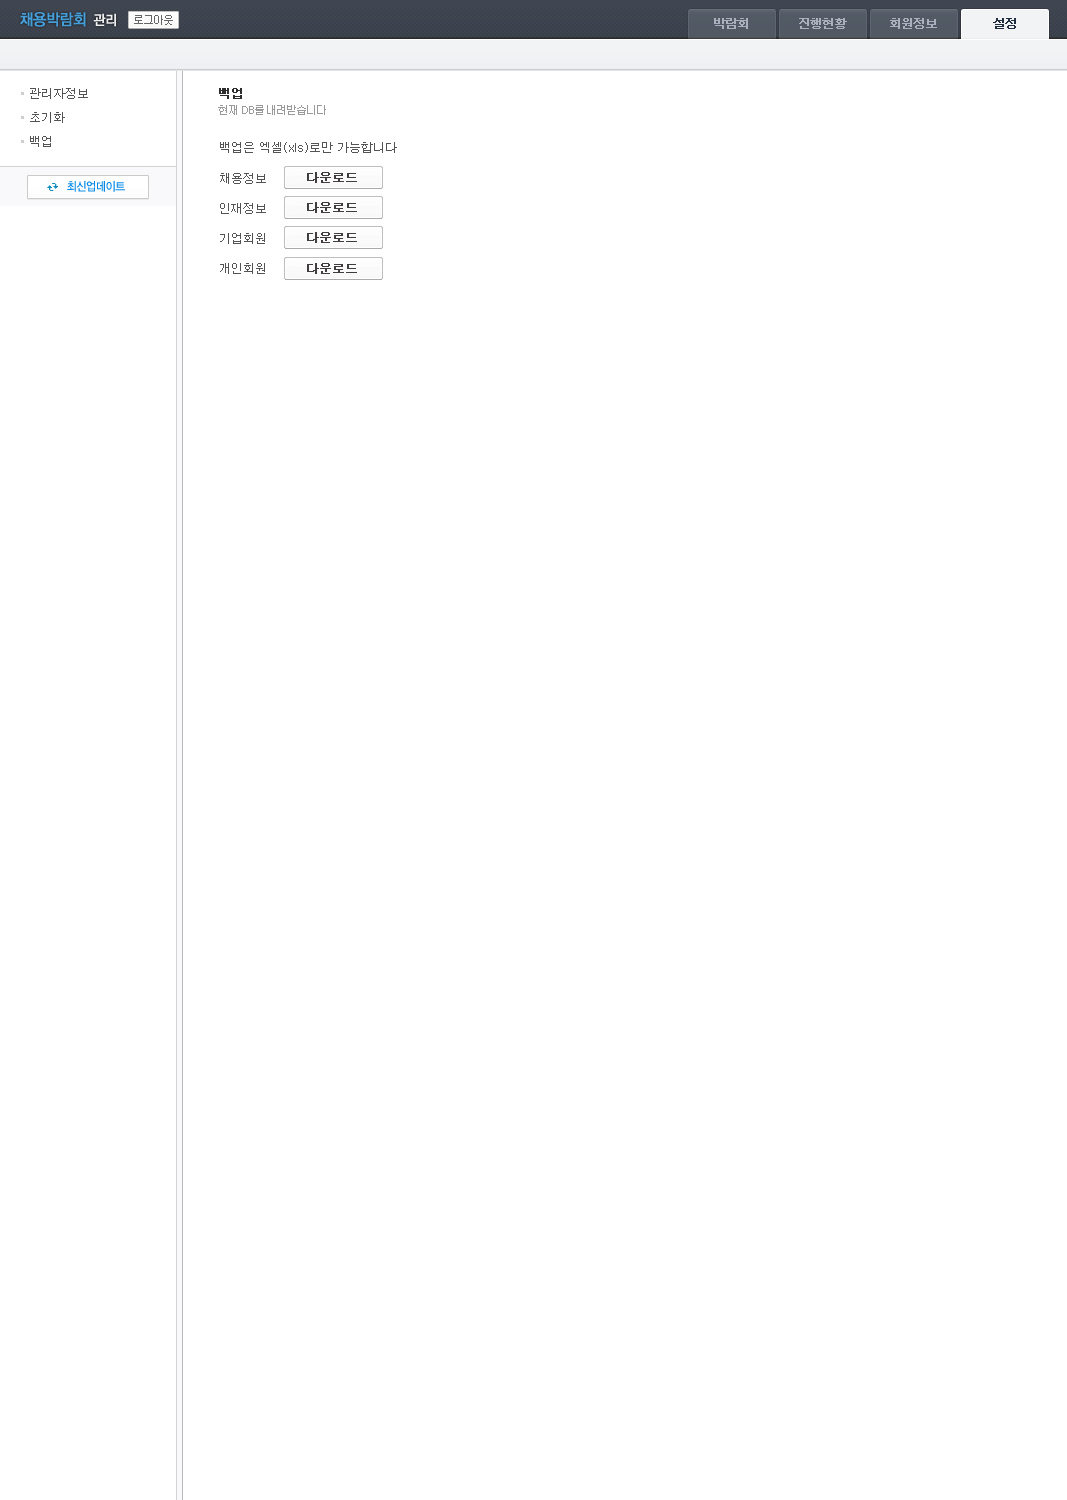 채용박람회 관리 로그아웃
박람회 진행현황 회원정보 설정
관리자정보
초기화
백업
최신업데이트
백업
현재 DB를 내려받습니다
백업은 엑셀(xls)로만 가능합니다
채용정보 다운로드
인재정보 다운로드
기업회원 다운로드
개인회원 다운로드